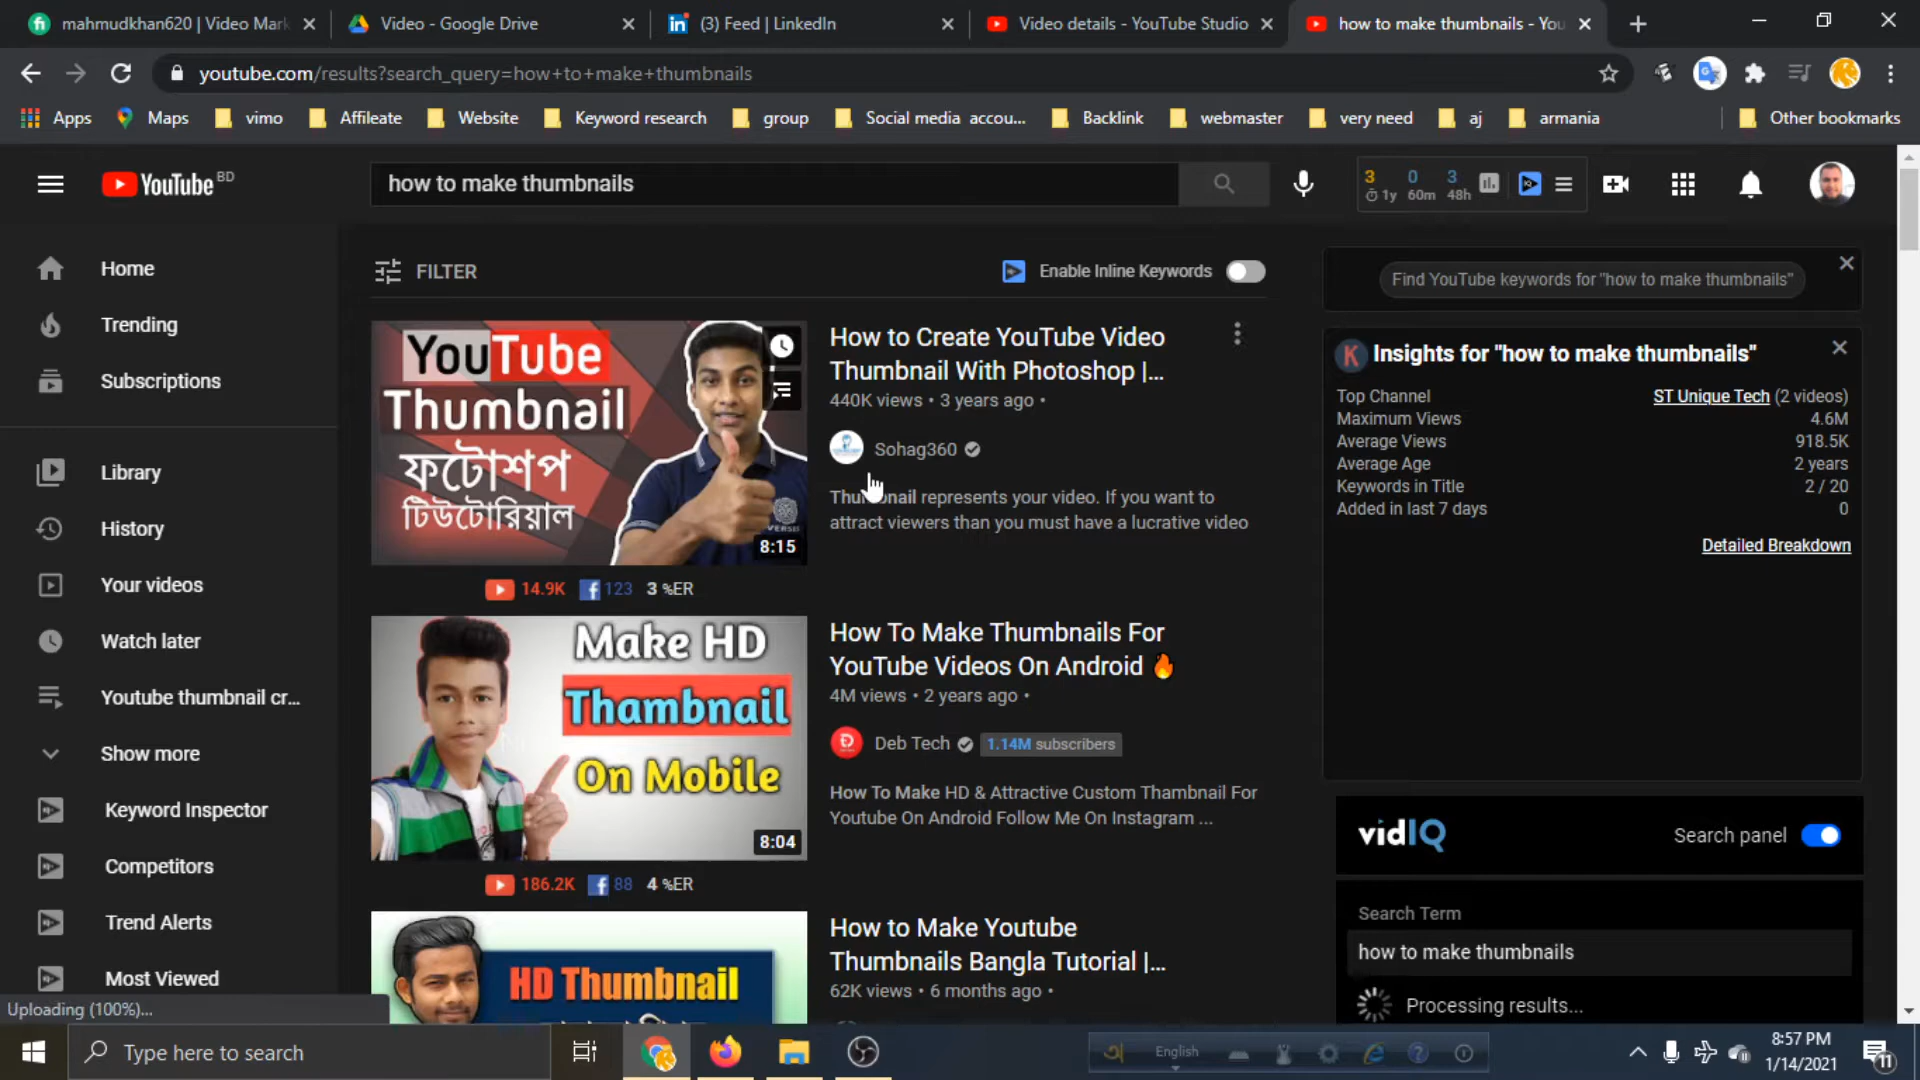 mahmudkhan620 | Video Mark
Video - Google Drive
(3) Feed | LinkedIn
Video details - YouTube Studio
how to make thumbnails - You
youtube.com/results?search_query=how+to+make+thumbnails
Apps
Maps
vimo
Affileate
Website
Keyword research
group
Social media accou...
Backlink
webmaster
very need
aj
armania
Other bookmarks
YouTube BD
how to make thumbnails
3 0 3
1y 60m 48h
Home
Trending
Subscriptions
Library
History
Your videos
Watch later
Youtube thumbnail cr...
Show more
Keyword Inspector
Competitors
Trend Alerts
Most Viewed
Uploading (100%)...
FILTER
Enable Inline Keywords
YouTube
Thumbnail
ফটোশপ
টিউটোরিয়াল
8:15
14.9K 123 3 %ER
How to Create YouTube Video
Thumbnail With Photoshop |...
440K views • 3 years ago •
Sohag360
represents your video. If you want to
attract viewers than you must have a lucrative video
Make HD
Thambnail
On Mobile
8:04
186.2K 88 4 %ER
How To Make Thumbnails For
YouTube Videos On Android 🔥
4M views • 2 years ago •
Deb Tech 1.14M subscribers
How To Make HD & Attractive Custom Thambnail For
Youtube On Android Follow Me On Instagram ...
HD Thumbnail
How to Make Youtube
Thumbnails Bangla Tutorial |...
62K views • 6 months ago •
Find YouTube keywords for "how to make thumbnails"
K Insights for "how to make thumbnails"
Top Channel ST Unique Tech (2 videos)
Maximum Views 4.6M
Average Views 918.5K
Average Age 2 years
Keywords in Title 2 / 20
Added in last 7 days 0
Detailed Breakdown
vidIQ
Search panel
Search Term
how to make thumbnails
Processing results...
Type here to search
English
8:57 PM
1/14/2021
11